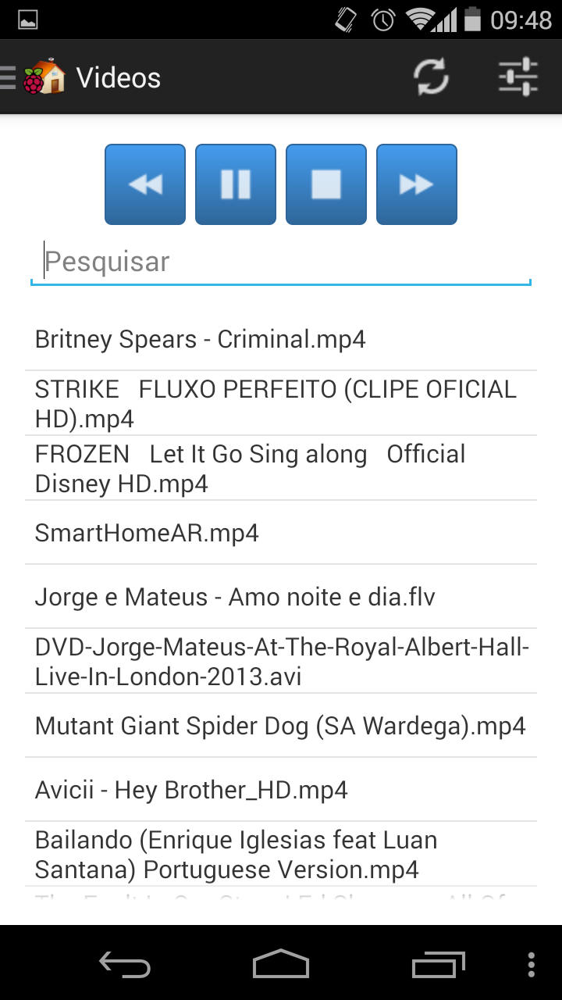 09:48
Videos
Pesquisar
Britney Spears - Criminal.mp4
STRIKE   FLUXO PERFEITO (CLIPE OFICIAL
HD).mp4
FROZEN   Let It Go Sing along   Official
Disney HD.mp4
SmartHomeAR.mp4
Jorge e Mateus - Amo noite e dia.flv
DVD-Jorge-Mateus-At-The-Royal-Albert-Hall-
Live-In-London-2013.avi
Mutant Giant Spider Dog (SA Wardega).mp4
Avicii - Hey Brother_HD.mp4
Bailando (Enrique Iglesias feat Luan
Santana) Portuguese Version.mp4